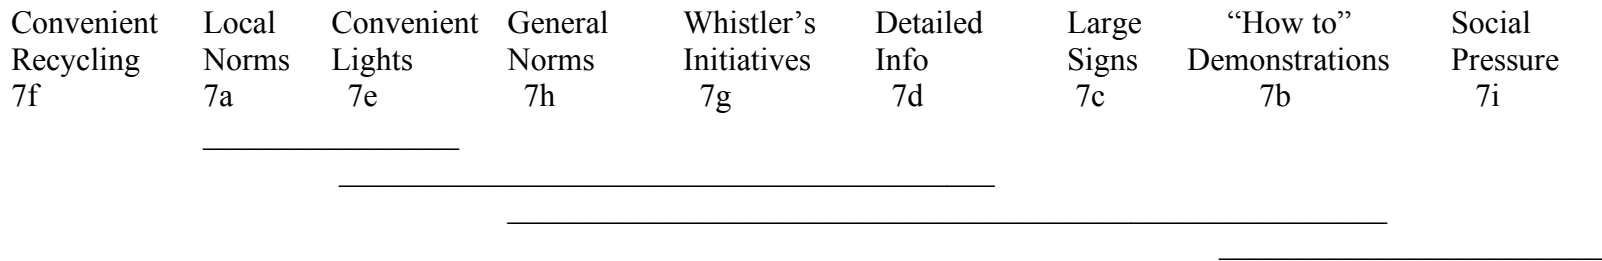 Convenient Local Convenient General Whistler’s Detailed Large “How to” Social
Recycling Norms Lights Norms Initiatives Info Signs Demonstrations Pressure
7f 7a 7e 7h 7g 7d 7c 7b 7i